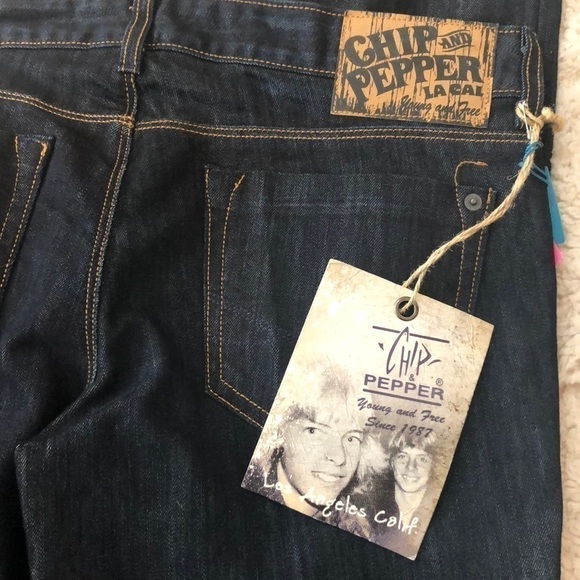 CHIP AND
PEPPER
LA CAL
Young and Free
CHIP
&
PEPPER®
Young and Free
Since 1987
Los Angeles Calif.